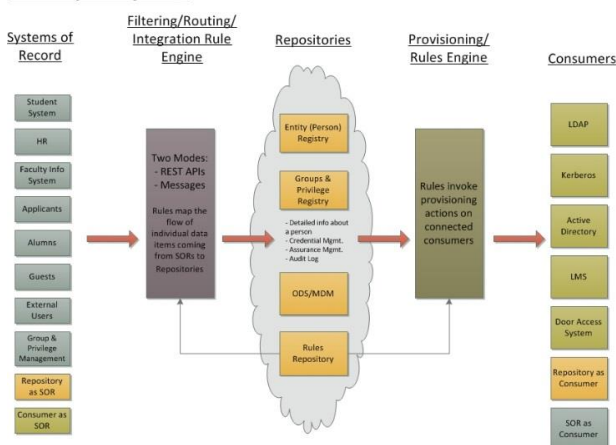 Systems of
Record
Filtering/Routing/
Integration Rule
Engine
Repositories
Provisioning/
Rules Engine
Consumers
Student
System
HR
Faculty Info
System
Applicants
Alumns
Guests
External
Users
Group &
Privilege
Management
Repository
as SOR
Consumer as
SOR
Two Modes:
- REST APIs
- Messages
Rules map the
flow of
individual data
items coming
from SORs to
Repositories
Entity (Person)
Registry
Groups &
Privilege
Registry
- Detailed info about
a person
- Credential Mgmt.
- Assurance Mgmt.
- Audit Log
ODS/MDM
Rules
Repository
Rules invoke
provisioning
actions on
connected
consumers
LDAP
Kerberos
Active
Directory
LMS
Door Access
System
Repository as
Consumer
SOR as
Consumer